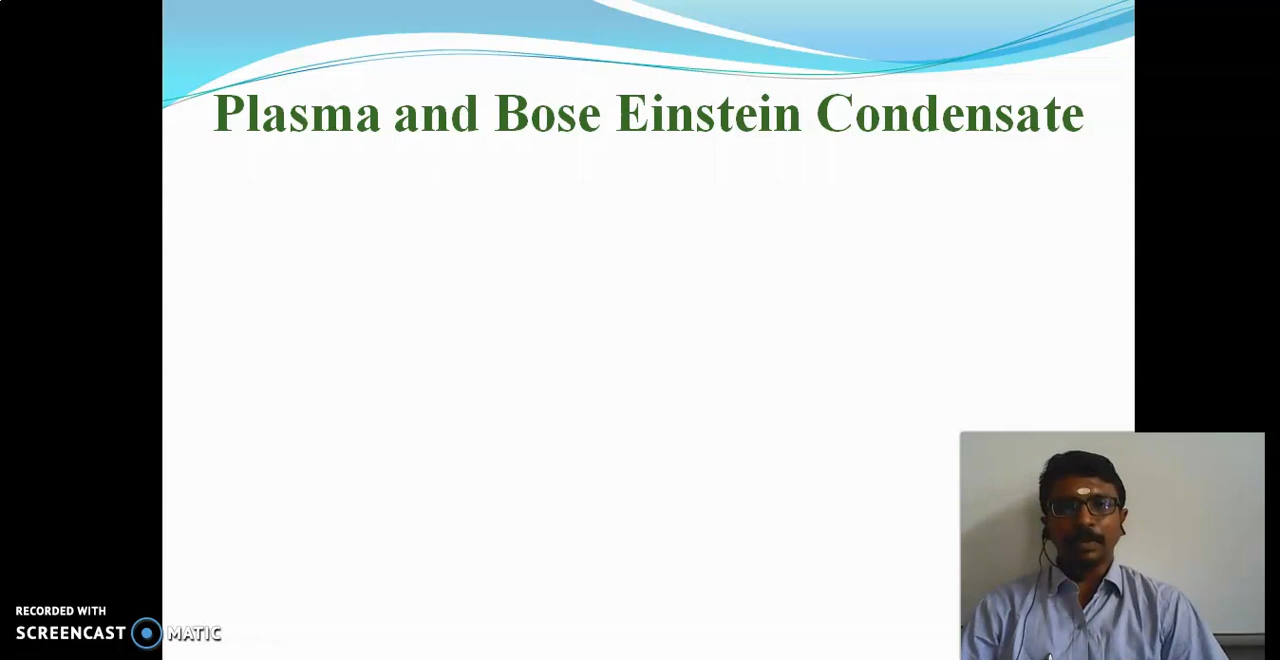 Plasma and Bose Einstein Condensate
RECORDED WITH
SCREENCAST MATIC